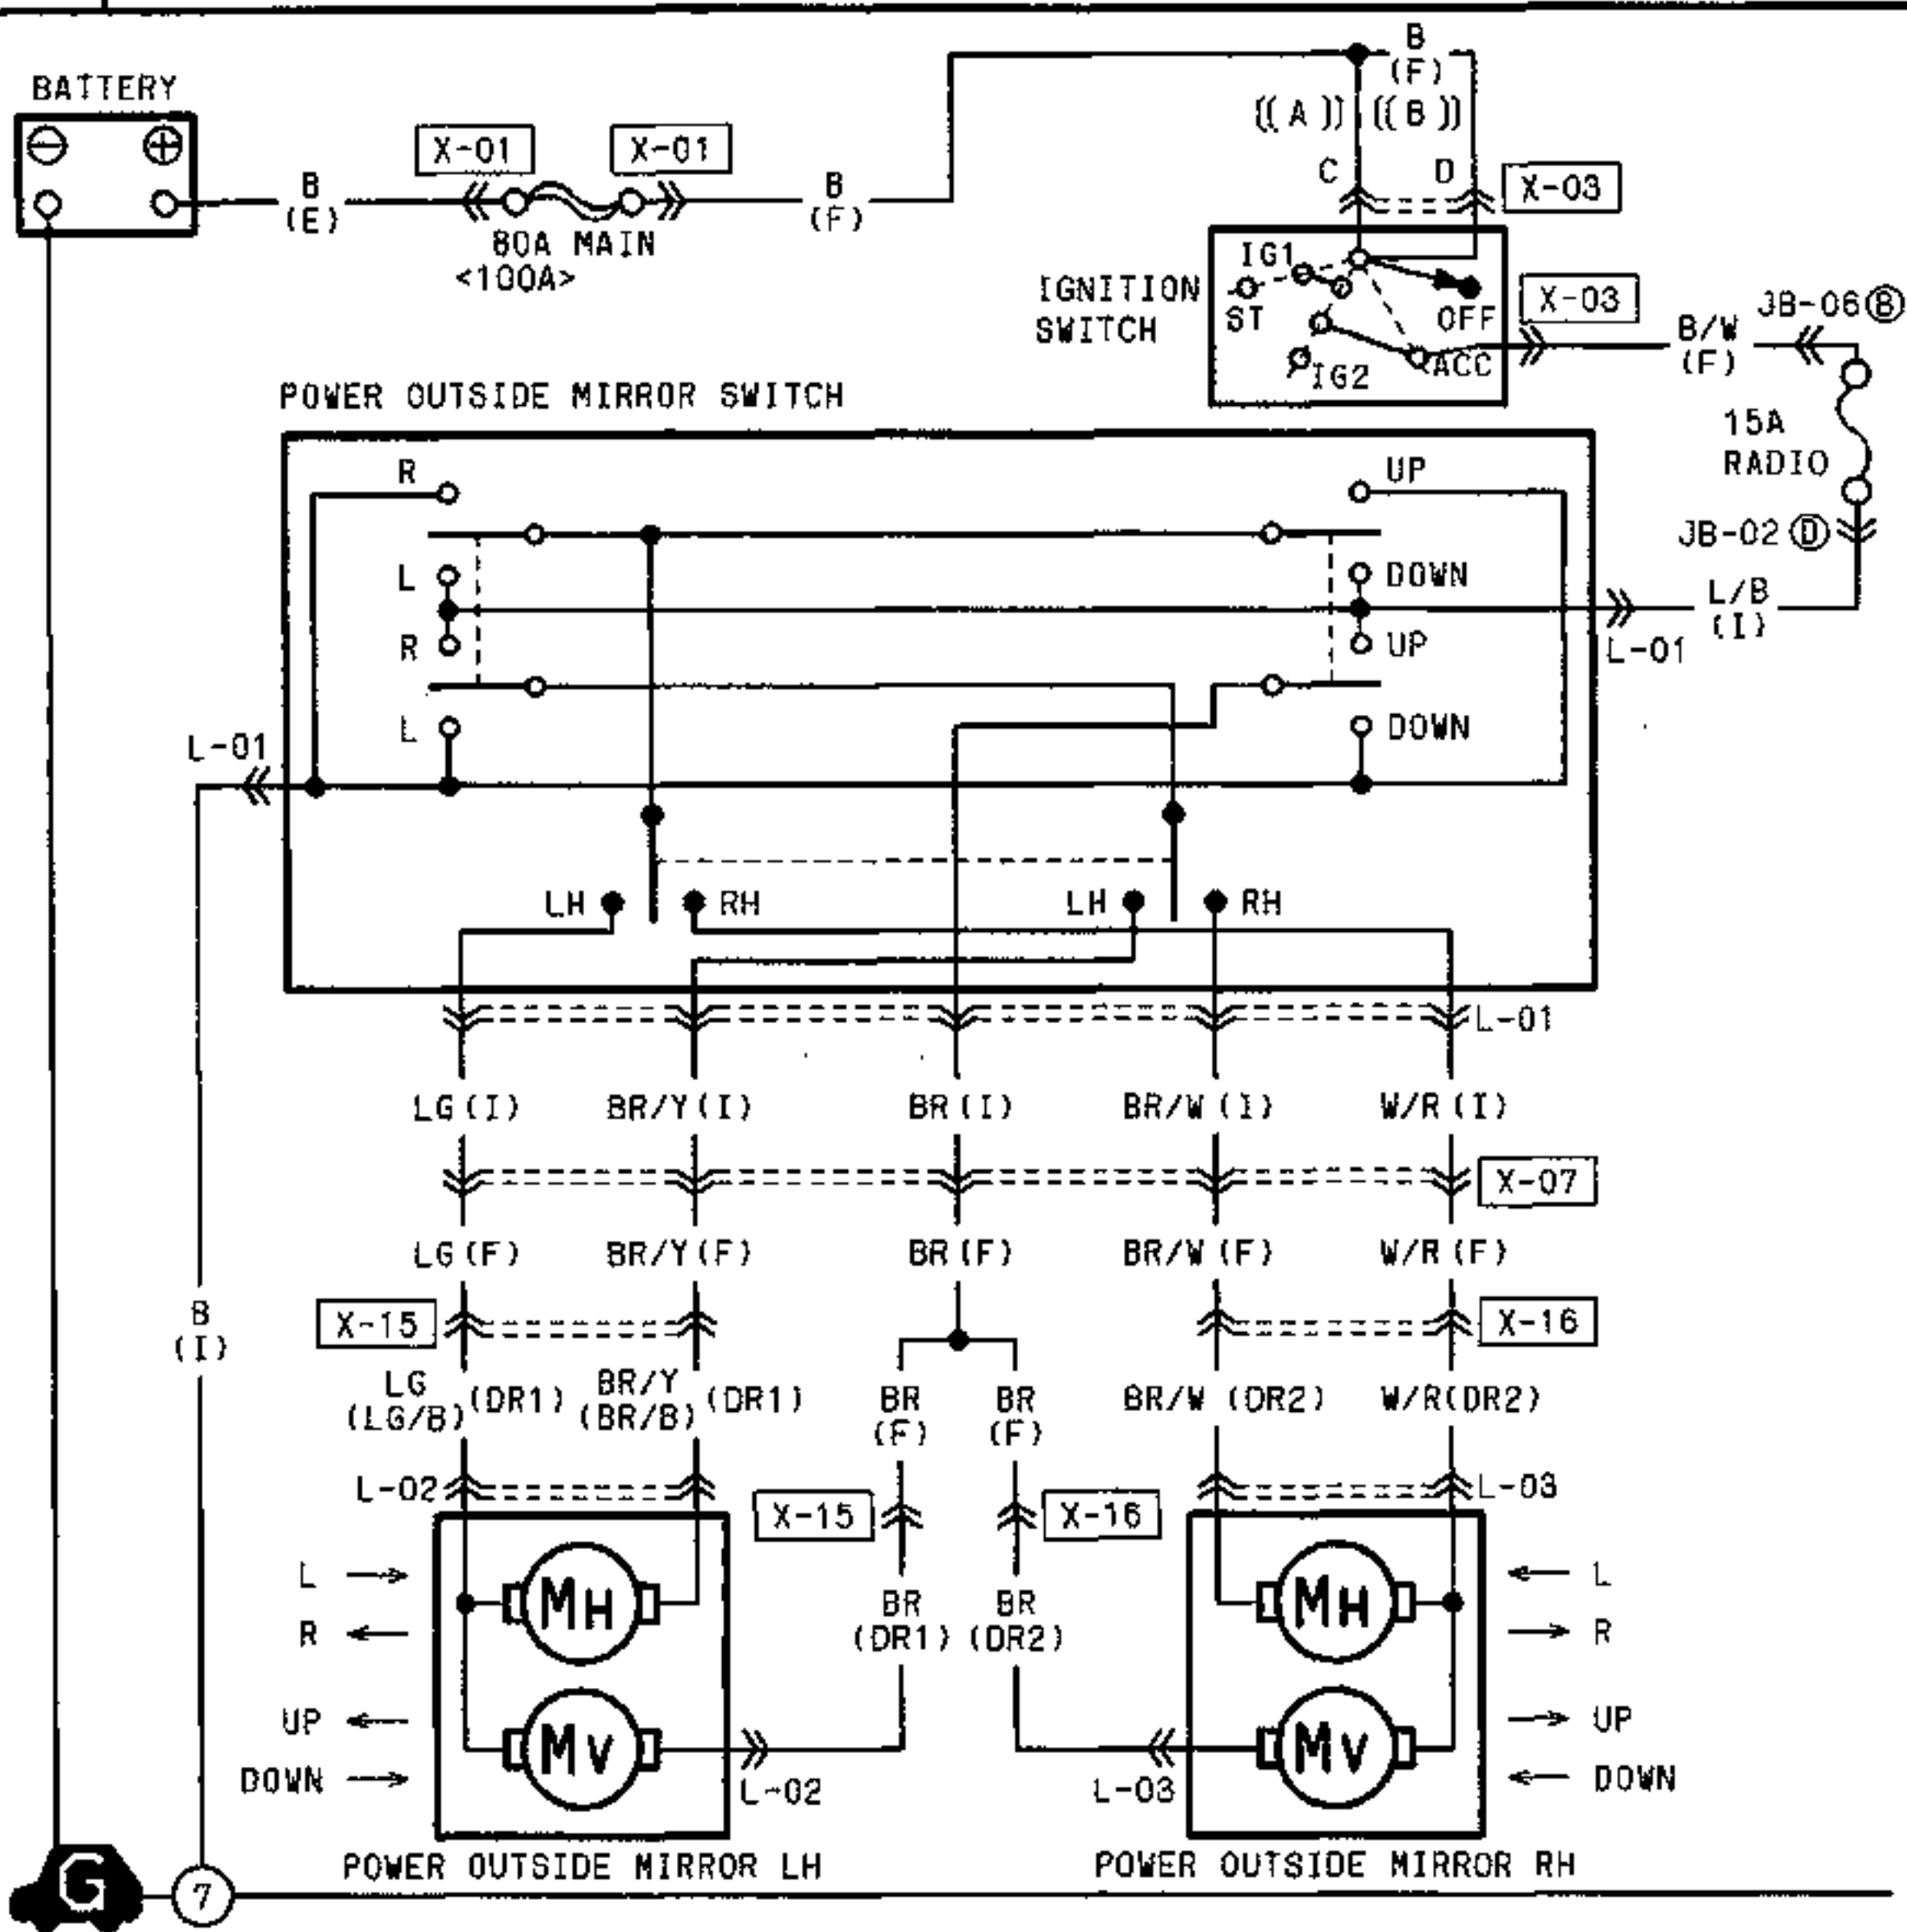 B
(F)
BATTERY
((A)) ((B))
X-01 X-01
⊖ ⊕
C D X-03
B
(E)
B
(F)
80A MAIN
<100A>
IGNITION
SWITCH
IG1
ST
OFF
IG2
ACC
X-03
B/W
(F)
JB-06 Ⓑ
15A
RADIO
JB-02 Ⓓ
POWER OUTSIDE MIRROR SWITCH
R UP
L DOWN
L/B
(I)
R UP
L-01
L DOWN
L-01
LH RH LH RH
L-01
LG(I) BR/Y(I) BR(I) BR/W(I) W/R(I)
X-07
LG(F) BR/Y(F) BR(F) BR/W(F) W/R(F)
B
(I)
X-15 X-16
LG
(LG/B) (DR1)
BR/Y
(BR/B) (DR1)
BR
(F)
BR
(F)
BR/W (DR2) W/R(DR2)
L-02 L-03
X-15 X-16
L MH MH L
R R
BR
(DR1)
BR
(DR2)
UP MV MV UP
DOWN DOWN
L-02 L-03
POWER OUTSIDE MIRROR LH POWER OUTSIDE MIRROR RH
G 7